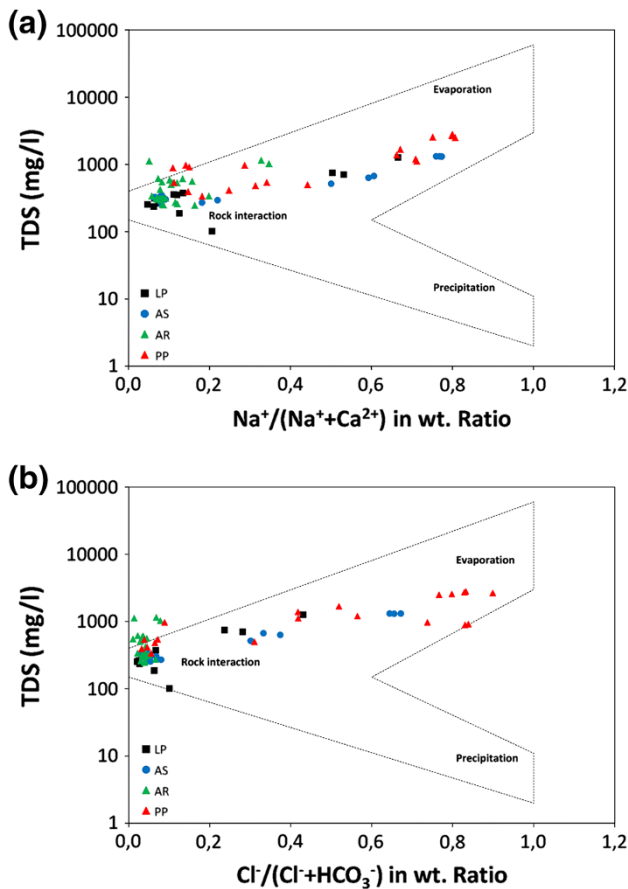 (a)
100000
10000
1000
100
10
1
TDS (mg/l)
Evaporation
Rock interaction
Precipitation
LP
AS
AR
PP
0,0 0,2 0,4 0,6 0,8 1,0 1,2
Na⁺/(Na⁺+Ca²⁺) in wt. Ratio
(b)
100000
10000
1000
100
10
1
TDS (mg/l)
Evaporation
Rock interaction
Precipitation
LP
AS
AR
PP
0,0 0,2 0,4 0,6 0,8 1,0 1,2
Cl⁻/(Cl⁻+HCO₃⁻) in wt. Ratio